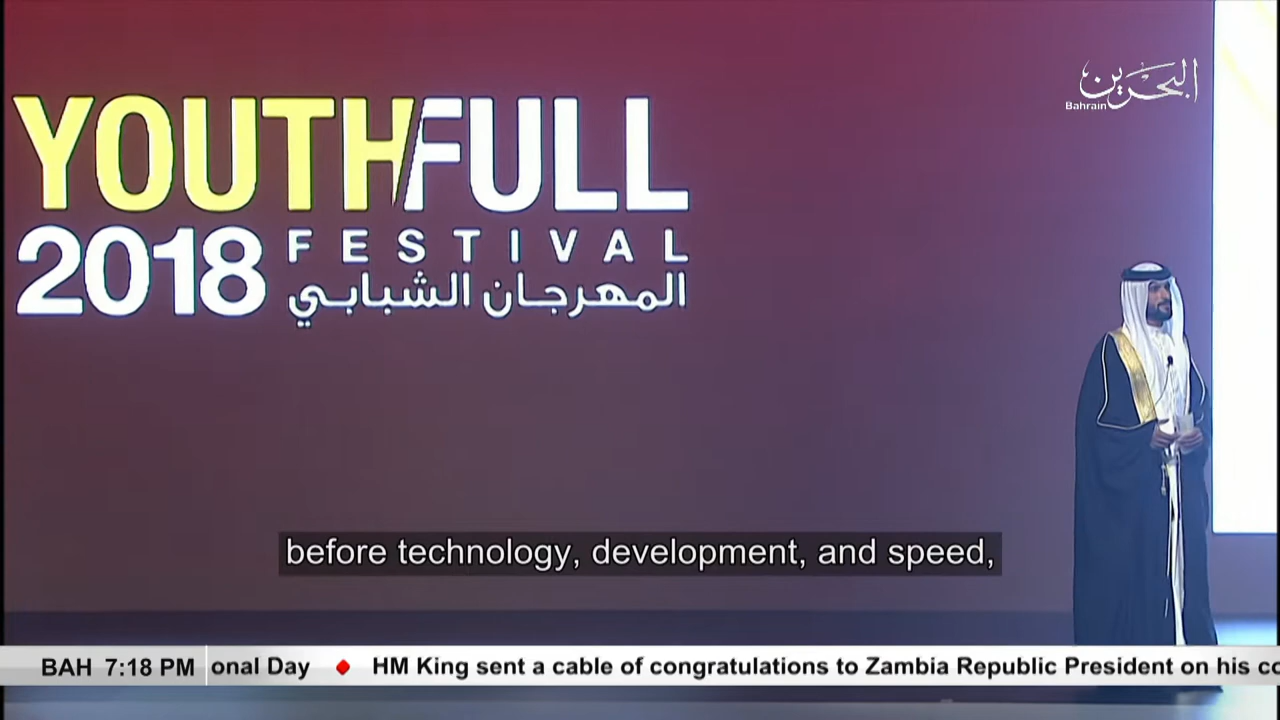 البحرين
Bahrain
YOUTHFULL
2018 FESTIVAL
المهرجان الشبابي
before technology, development, and speed,
BAH 7:18 PM onal Day HM King sent a cable of congratulations to Zambia Republic President on his co